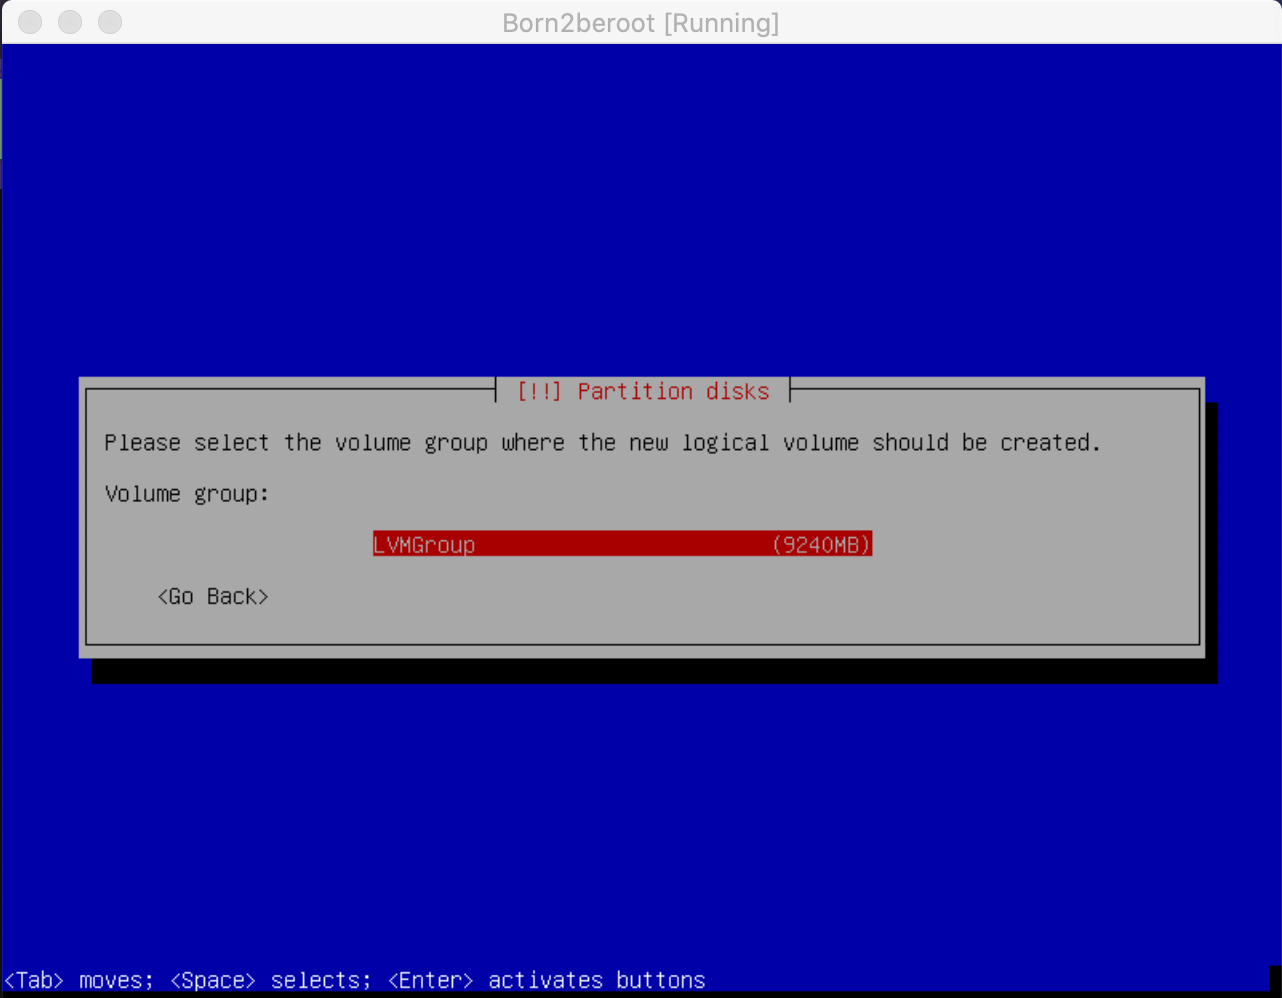 Born2beroot [Running]
[!!] Partition disks
Please select the volume group where the new logical volume should be created.
Volume group:
LVMGroup (9240MB)
<Go Back>
<Tab> moves; <Space> selects; <Enter> activates buttons